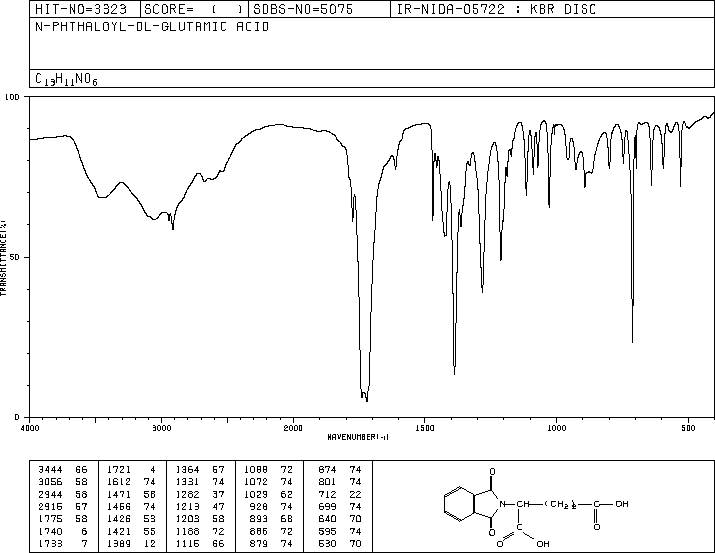 HIT-NO=3323 SCORE= ( ) SDBS-NO=5075 IR-NIDA-05722 : KBR DISC
N-PHTHALOYL-DL-GLUTAMIC ACID
C13H11NO6
100
50
0
TRANSMITTANCE(%)
4000 3000 2000 1500 1000 500
WAVENUMBER(-1)
3444 66 1721 4 1364 57 1088 72 874 74
3056 58 1612 74 1331 74 1072 74 801 74
2944 58 1471 58 1282 37 1029 62 712 22
2915 57 1456 74 1213 47 928 74 699 74
1775 58 1426 53 1203 58 893 68 640 70
1740 6 1421 55 1188 72 886 72 595 74
1733 7 1389 12 1116 66 879 74 530 70
O
N—CH—(CH2)2—C—OH
O
O
C
O OH